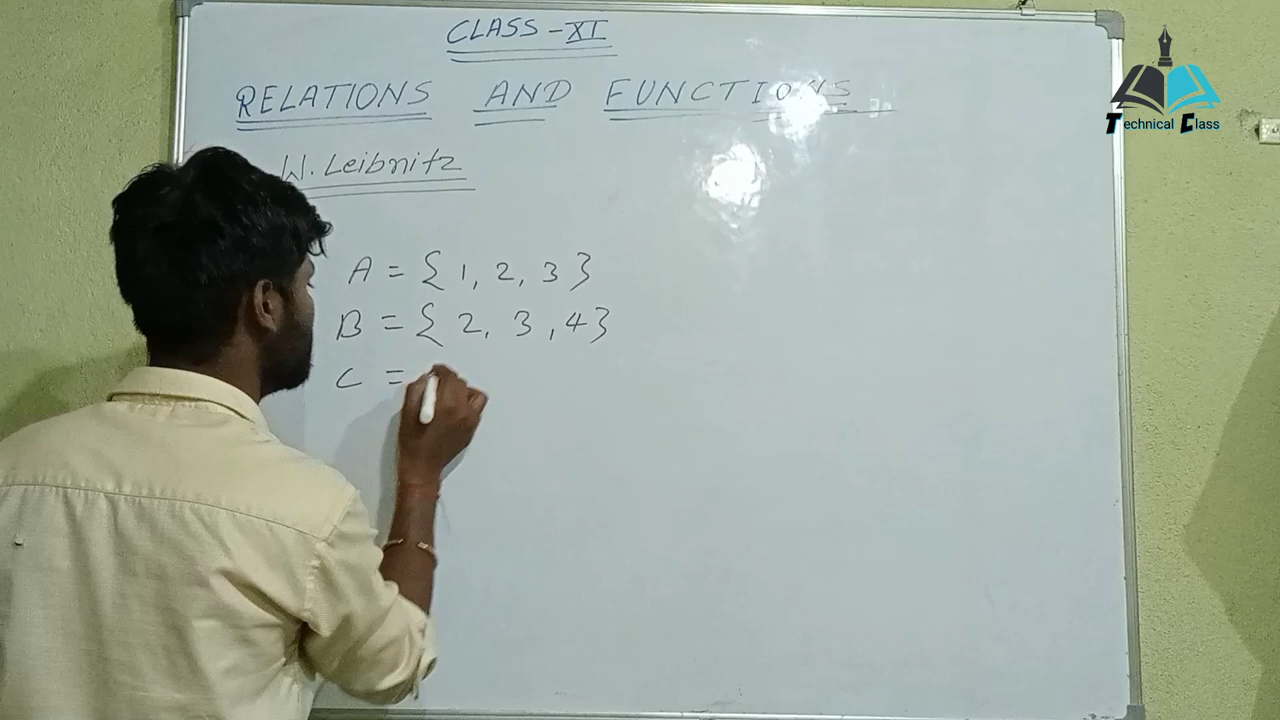 CLASS - XI
RELATIONS AND FUNCTIONS
W. Leibnitz
A = { 1, 2, 3 }
B = { 2, 3, 4 }
C =
Technical Class